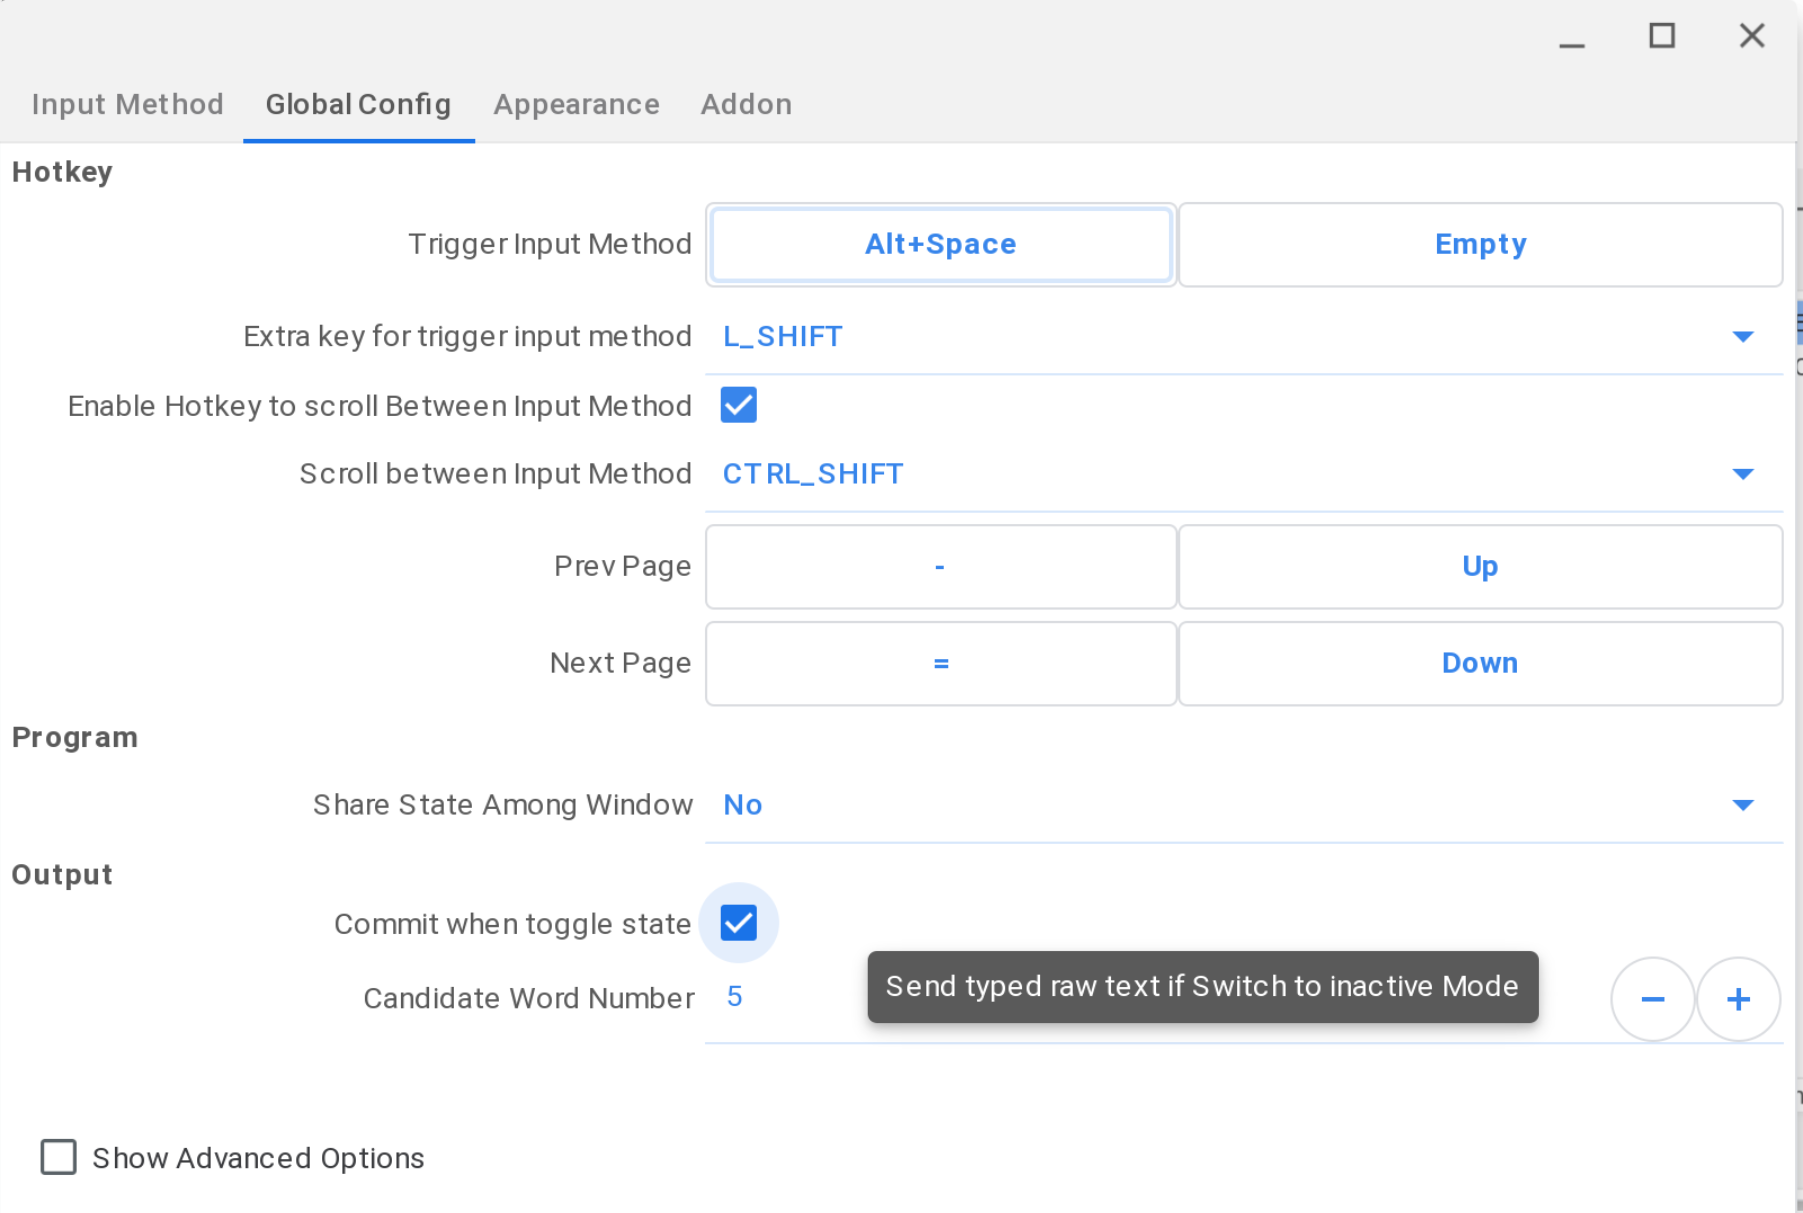 Input Method Global Config Appearance Addon
Hotkey
Trigger Input Method Alt+Space Empty
Extra key for trigger input method L_SHIFT
Enable Hotkey to scroll Between Input Method
Scroll between Input Method CTRL_SHIFT
Prev Page - Up
Next Page = Down
Program
Share State Among Window No
Output
Commit when toggle state
Send typed raw text if Switch to inactive Mode
Candidate Word Number 5 − +
Show Advanced Options